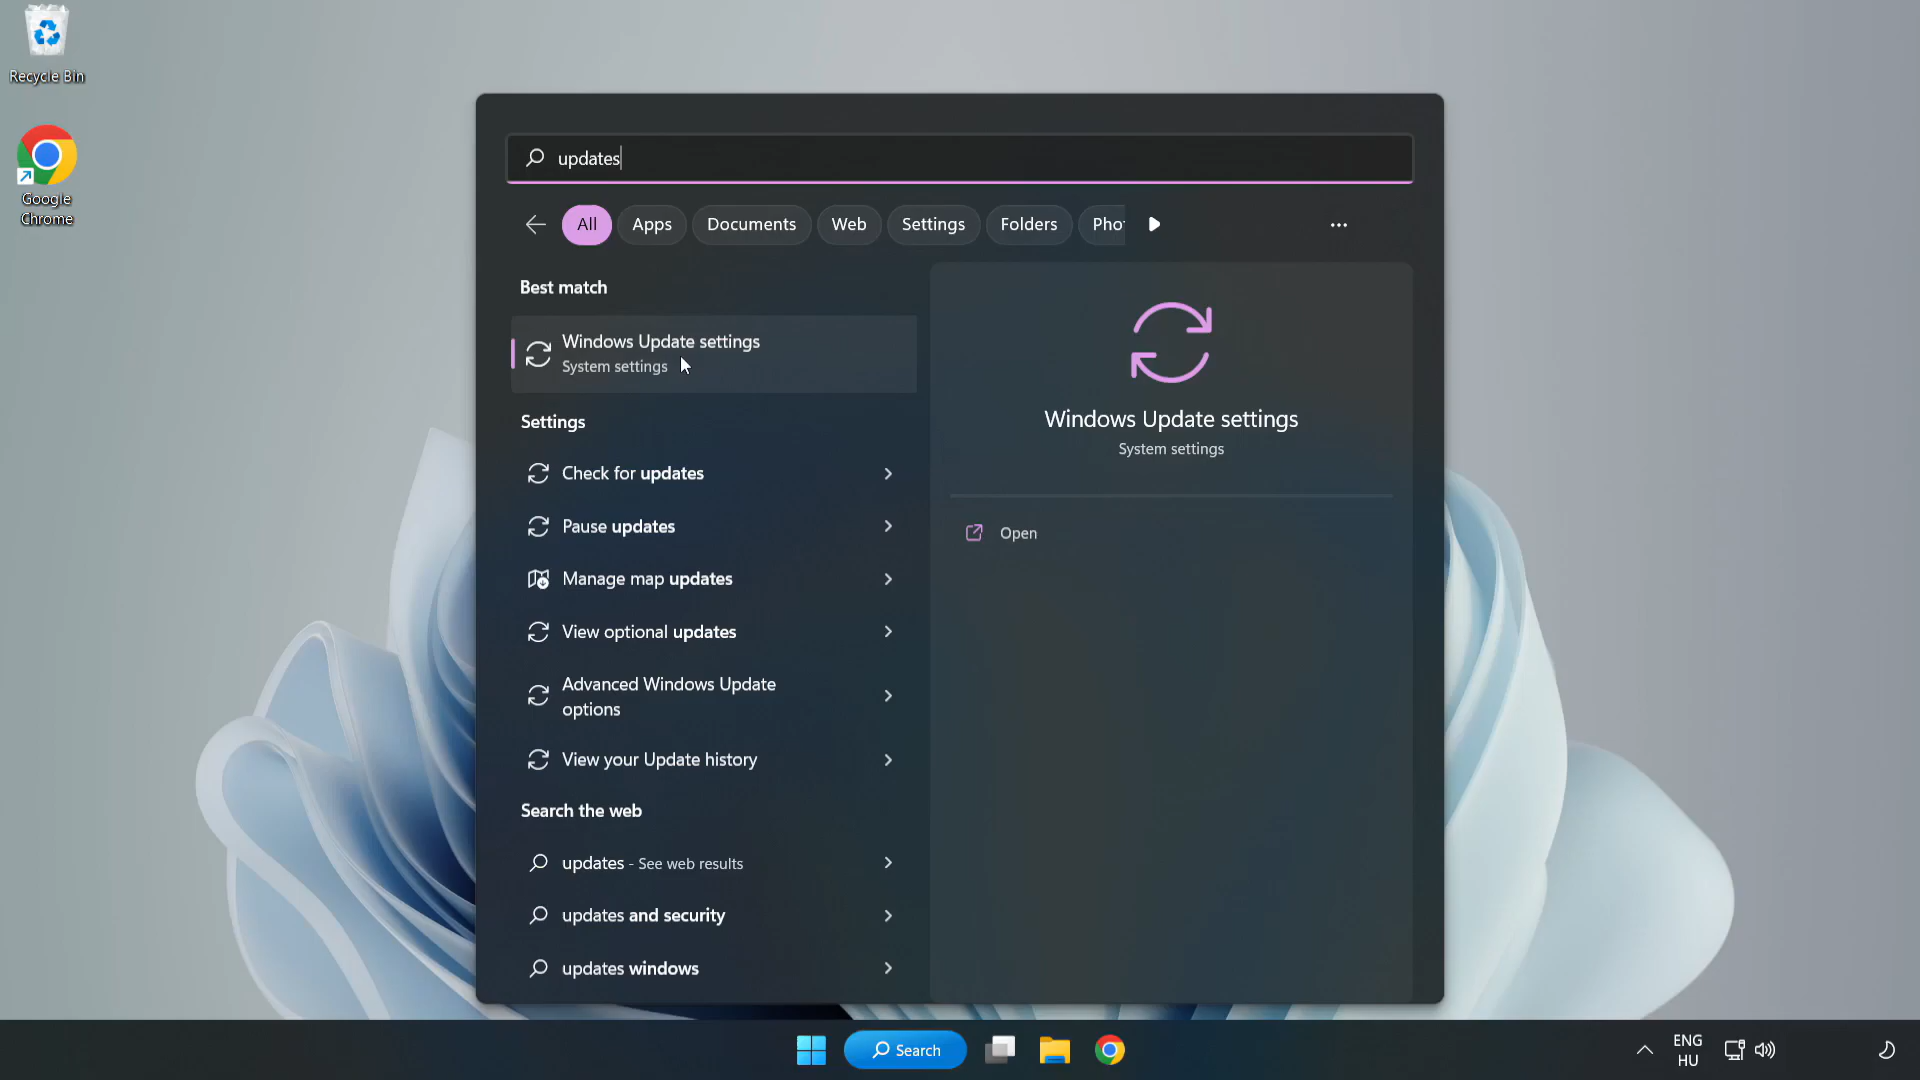 Recycle Bin
Google
Chrome
updates
All
Apps
Documents
Web
Settings
Folders
Best match
Windows Update settings
System settings
Settings
Check for updates
Pause updates
Manage map updates
View optional updates
Advanced Windows Update
options
View your Update history
Search the web
updates - See web results
updates and security
updates windows
Windows Update settings
System settings
Open
Search
ENG
HU